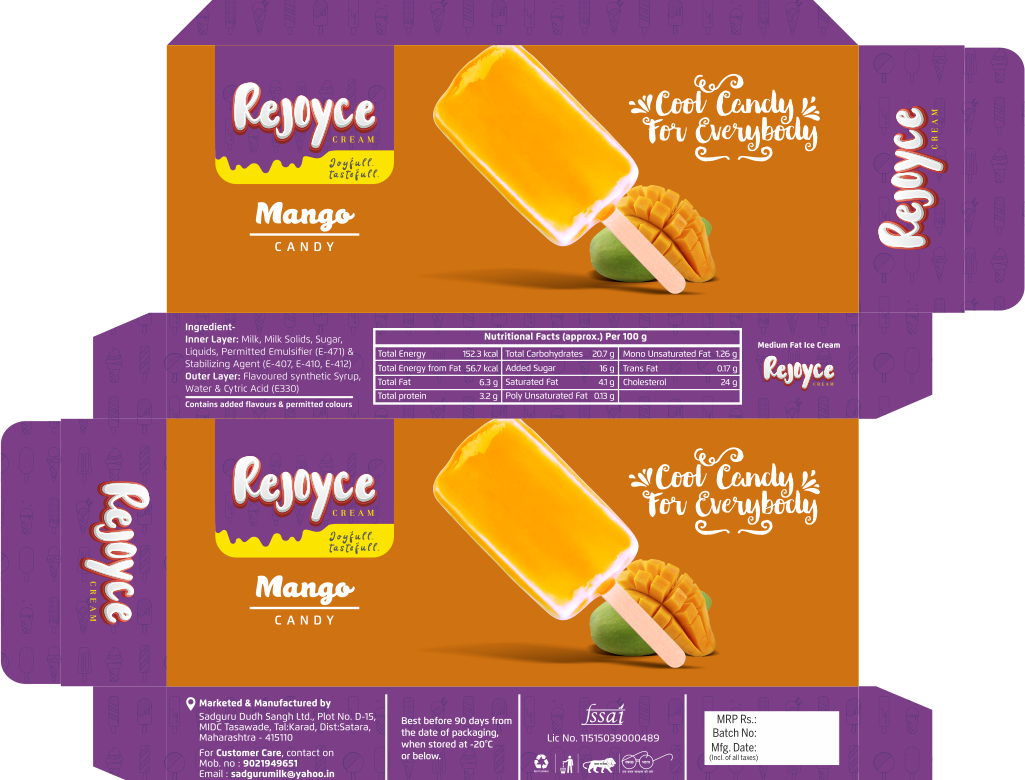 Rejoyce
CREAM
Joyfull.
tastefull.
Mango
CANDY
Cool Candy
For Everybody
Rejoyce
CREAM
Ingredient-
Inner Layer: Milk, Milk Solids, Sugar,
Liquids, Permitted Emulsifier (E-471) &
Stabilizing Agent (E-407, E-410, E-412)
Outer Layer: Flavoured synthetic Syrup,
Water & Cytric Acid (E330)
Contains added flavours & permitted colours
Nutritional Facts (approx.) Per 100 g
Total Energy 152.3 kcal Total Carbohydrates 20.7 g Mono Unsaturated Fat 1.26 g
Total Energy from Fat 56.7 kcal Added Sugar 16 g Trans Fat 0.17 g
Total Fat 6.3 g Saturated Fat 4.1 g Cholesterol 24 g
Total protein 3.2 g Poly Unsaturated Fat 0.13 g
Medium Fat Ice Cream
Rejoyce
CREAM
Rejoyce
CREAM
Rejoyce
CREAM
Joyfull.
tastefull.
Mango
CANDY
Cool Candy
For Everybody
Marketed & Manufactured by
Sadguru Dudh Sangh Ltd., Plot No. D-15,
MIDC Tasawade, Tal:Karad, Dist:Satara,
Maharashtra - 415110
For Customer Care, contact on
Mob. no : 9021949651
Email : sadgurumilk@yahoo.in
Best before 90 days from
the date of packaging,
when stored at -20°C
or below.
fssai
Lic No. 11515039000489
MRP Rs.:
Batch No:
Mfg. Date:
(Incl. of all taxes)